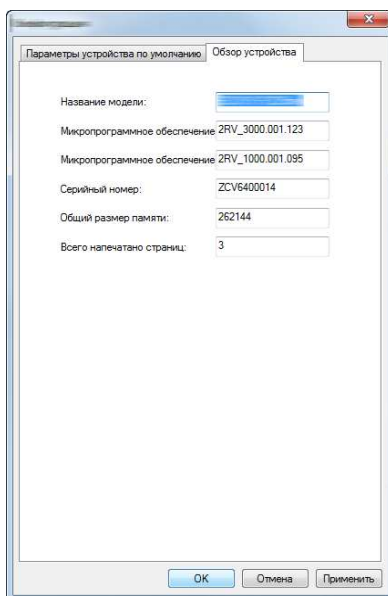 Параметры устройства по умолчанию Обзор устройства
Название модели:
Микропрограммное обеспечение 2RV_3000.001.123
Микропрограммное обеспечение 2RV_1000.001.095
Серийный номер: ZCV6400014
Общий размер памяти: 262144
Всего напечатано страниц: 3
OK Отмена Применить